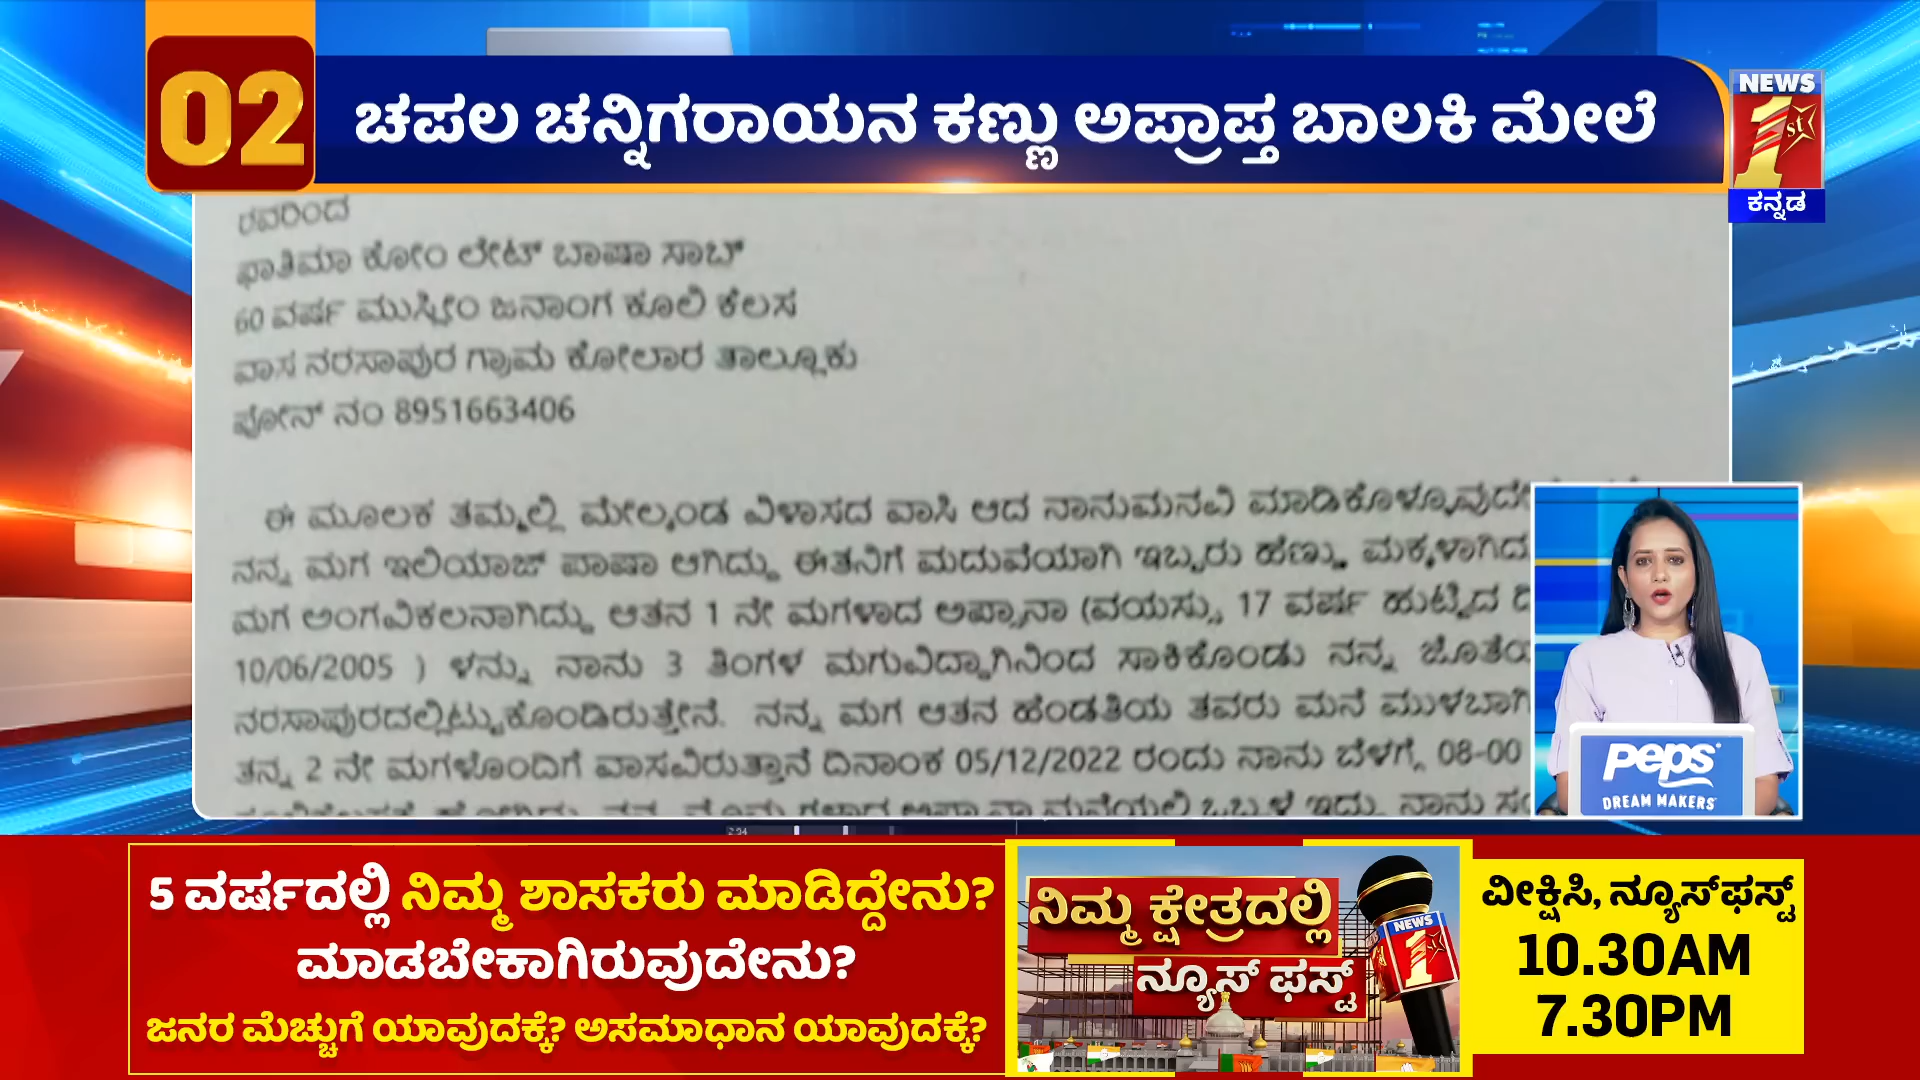 02
ಚಪಲ ಚನ್ನಿಗರಾಯನ ಕಣ್ಣು ಅಪ್ರಾಪ್ತ ಬಾಲಕಿ ಮೇಲೆ
NEWS
1st
ಕನ್ನಡ
ರವರಿಂದ
ಫಾತಿಮಾ ಕೋಂ ಲೇಟ್ ಬಾಷಾ ಸಾಬ್
60 ವರ್ಷ ಮುಸ್ಲೀಂ ಜನಾಂಗ ಕೂಲಿ ಕೆಲಸ
ವಾಸ ನರಸಾಪುರ ಗ್ರಾಮ ಕೋಲಾರ ತಾಲ್ಲೂಕು
ಫೋನ್ ನಂ 8951663406
ಈ ಮೂಲಕ ತಮ್ಮಲ್ಲಿ ಮೇಲ್ಕಂಡ ವಿಳಾಸದ ವಾಸಿ ಆದ ನಾನುಮನವಿ
ನನ್ನ ಮಗ ಇಲಿಯಾಜ್ ಪಾಷಾ ಆಗಿದ್ದು ಈತನಿಗೆ ಮದುವೆಯಾಗಿ ಇಬ್ಬರು ಹೆಣ್ಣು
ಮಗ ಅಂಗವಿಕಲನಾಗಿದ್ದು ಆತನ 1 ನೇ ಮಗಳಾದ ಅಪ್ಸಾನಾ (ವಯಸ್ಸು 17 ವರ್ಷ ಹುಟ್ಟಿದ
10/06/2005 ) ಳನ್ನು ನಾನು 3 ತಿಂಗಳ ಮಗುವಿದ್ದಾಗಿನಿಂದ ಸಾಕಿಕೊಂಡು ನನ್ನ
ನರಸಾಪುರದಲ್ಲಿಟ್ಟುಕೊಂಡಿರುತ್ತೇನೆ. ನನ್ನ ಮಗ ಆತನ ಹೆಂಡತಿಯ ತವರು ಮನೆ
ತನ್ನ 2 ನೇ ಮಗಳೊಂದಿಗೆ ವಾಸವಿರುತ್ತಾನೆ ದಿನಾಂಕ 05/12/2022 ರಂದು ನಾನು ಬೆಳಗ್ಗೆ 08-00
peps
DREAM MAKERS
5 ವರ್ಷದಲ್ಲಿ ನಿಮ್ಮ ಶಾಸಕರು ಮಾಡಿದ್ದೇನು?
ಮಾಡಬೇಕಾಗಿರುವುದೇನು?
ಜನರ ಮೆಚ್ಚುಗೆ ಯಾವುದಕ್ಕೆ? ಅಸಮಾಧಾನ ಯಾವುದಕ್ಕೆ?
ನಿಮ್ಮ ಕ್ಷೇತ್ರದಲ್ಲಿ
ನ್ಯೂಸ್ ಫಸ್ಟ್
NEWS
1st
ವೀಕ್ಷಿಸಿ, ನ್ಯೂಸ್‌ಫಸ್ಟ್
10.30AM
7.30PM